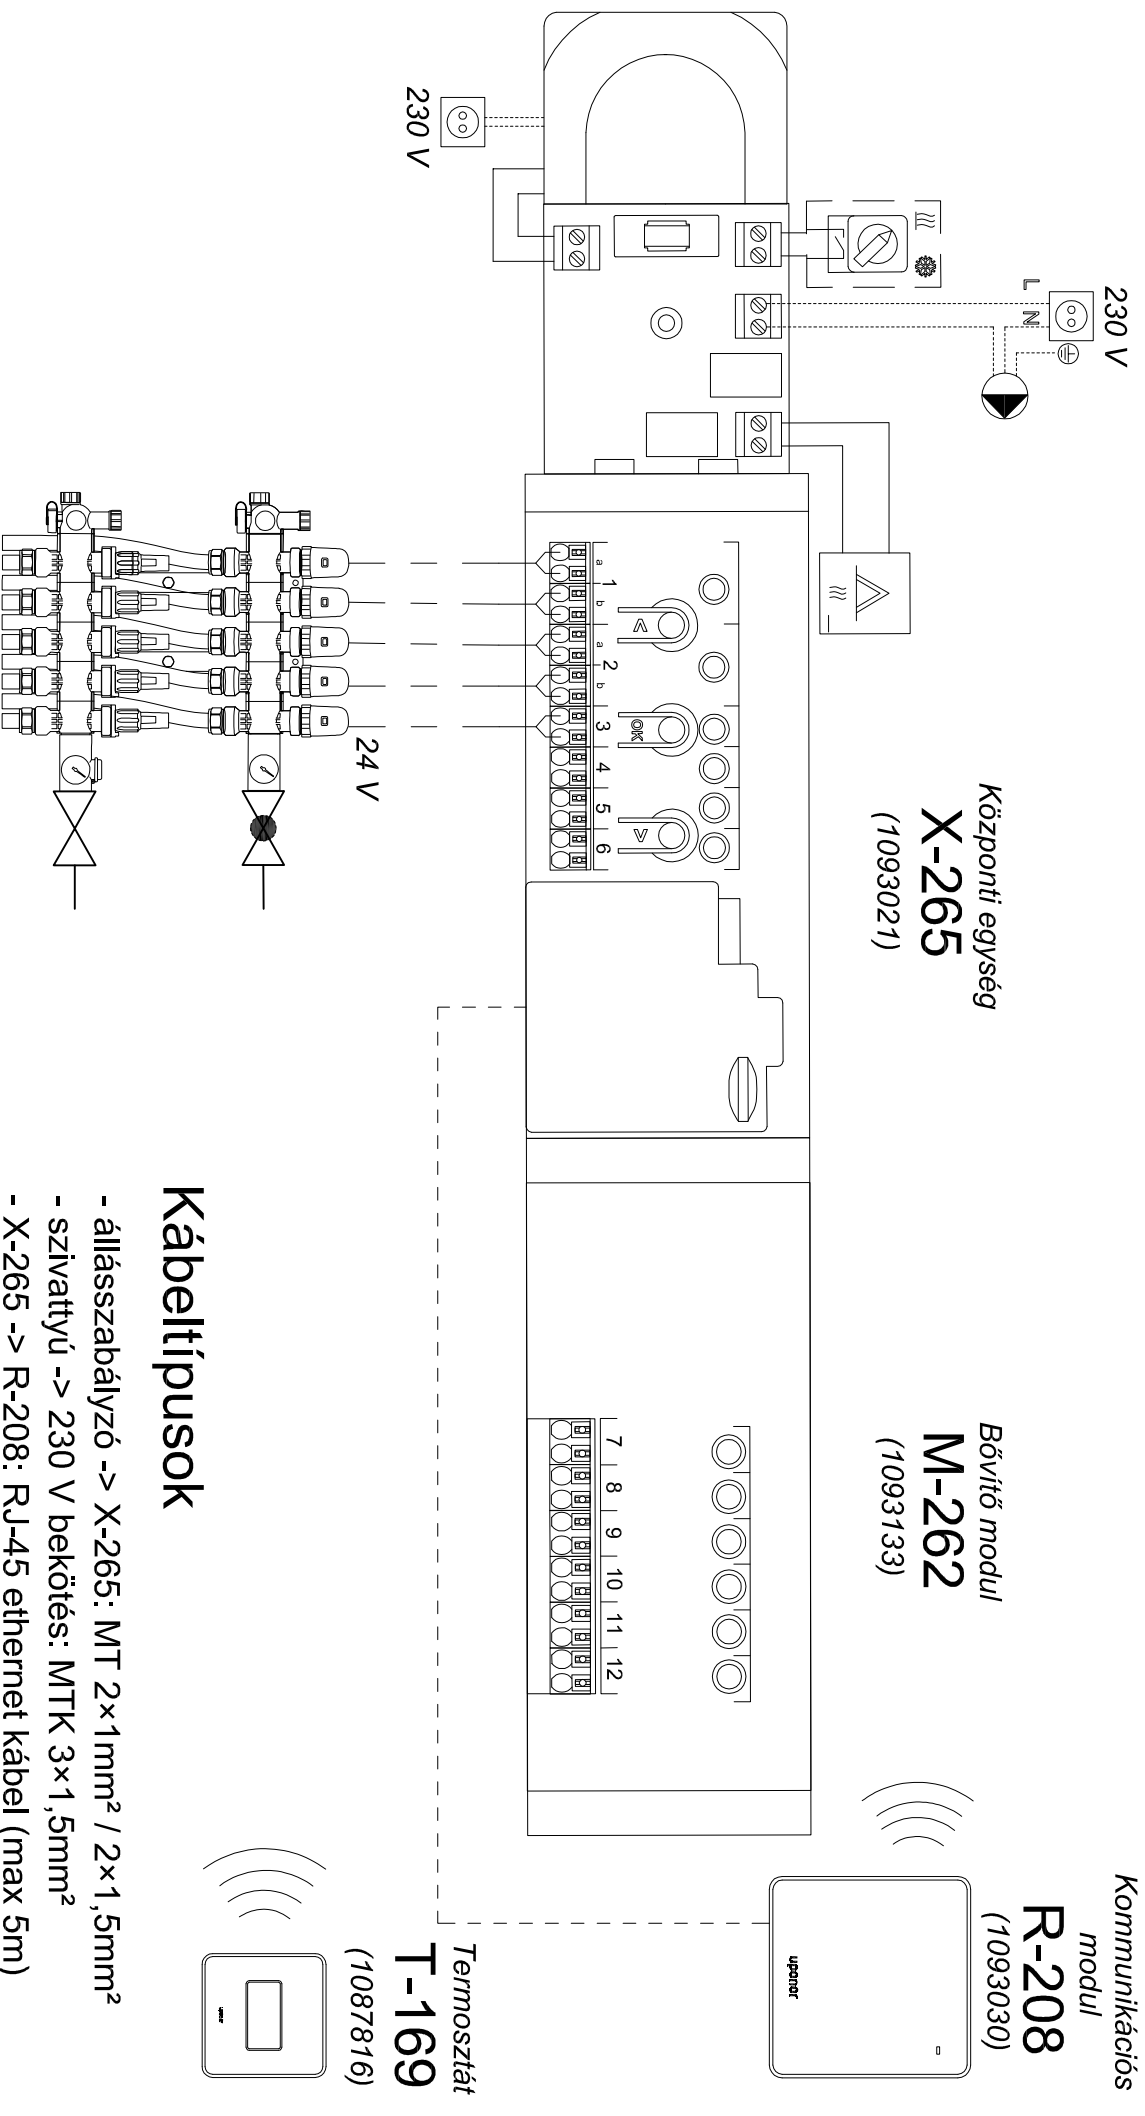 230 V
L
N
230 V
Központi egység
X-265
(1093021)
Bővítő modul
M-262
(1093133)
Kommunikációs
modul
R-208
(1093030)
uponor
a
1
b
a
2
b
3
4
5
6
<
OK
>
7
8
9
10
11
12
24 V
Termosztát
T-169
(1087816)
uponor
Kábeltípusok
- állásszabályzó -> X-265: MT 2×1mm² / 2×1,5mm²
- szivattyú -> 230 V bekötés: MTK 3×1,5mm²
- X-265 -> R-208: RJ-45 ethernet kábel (max 5m)